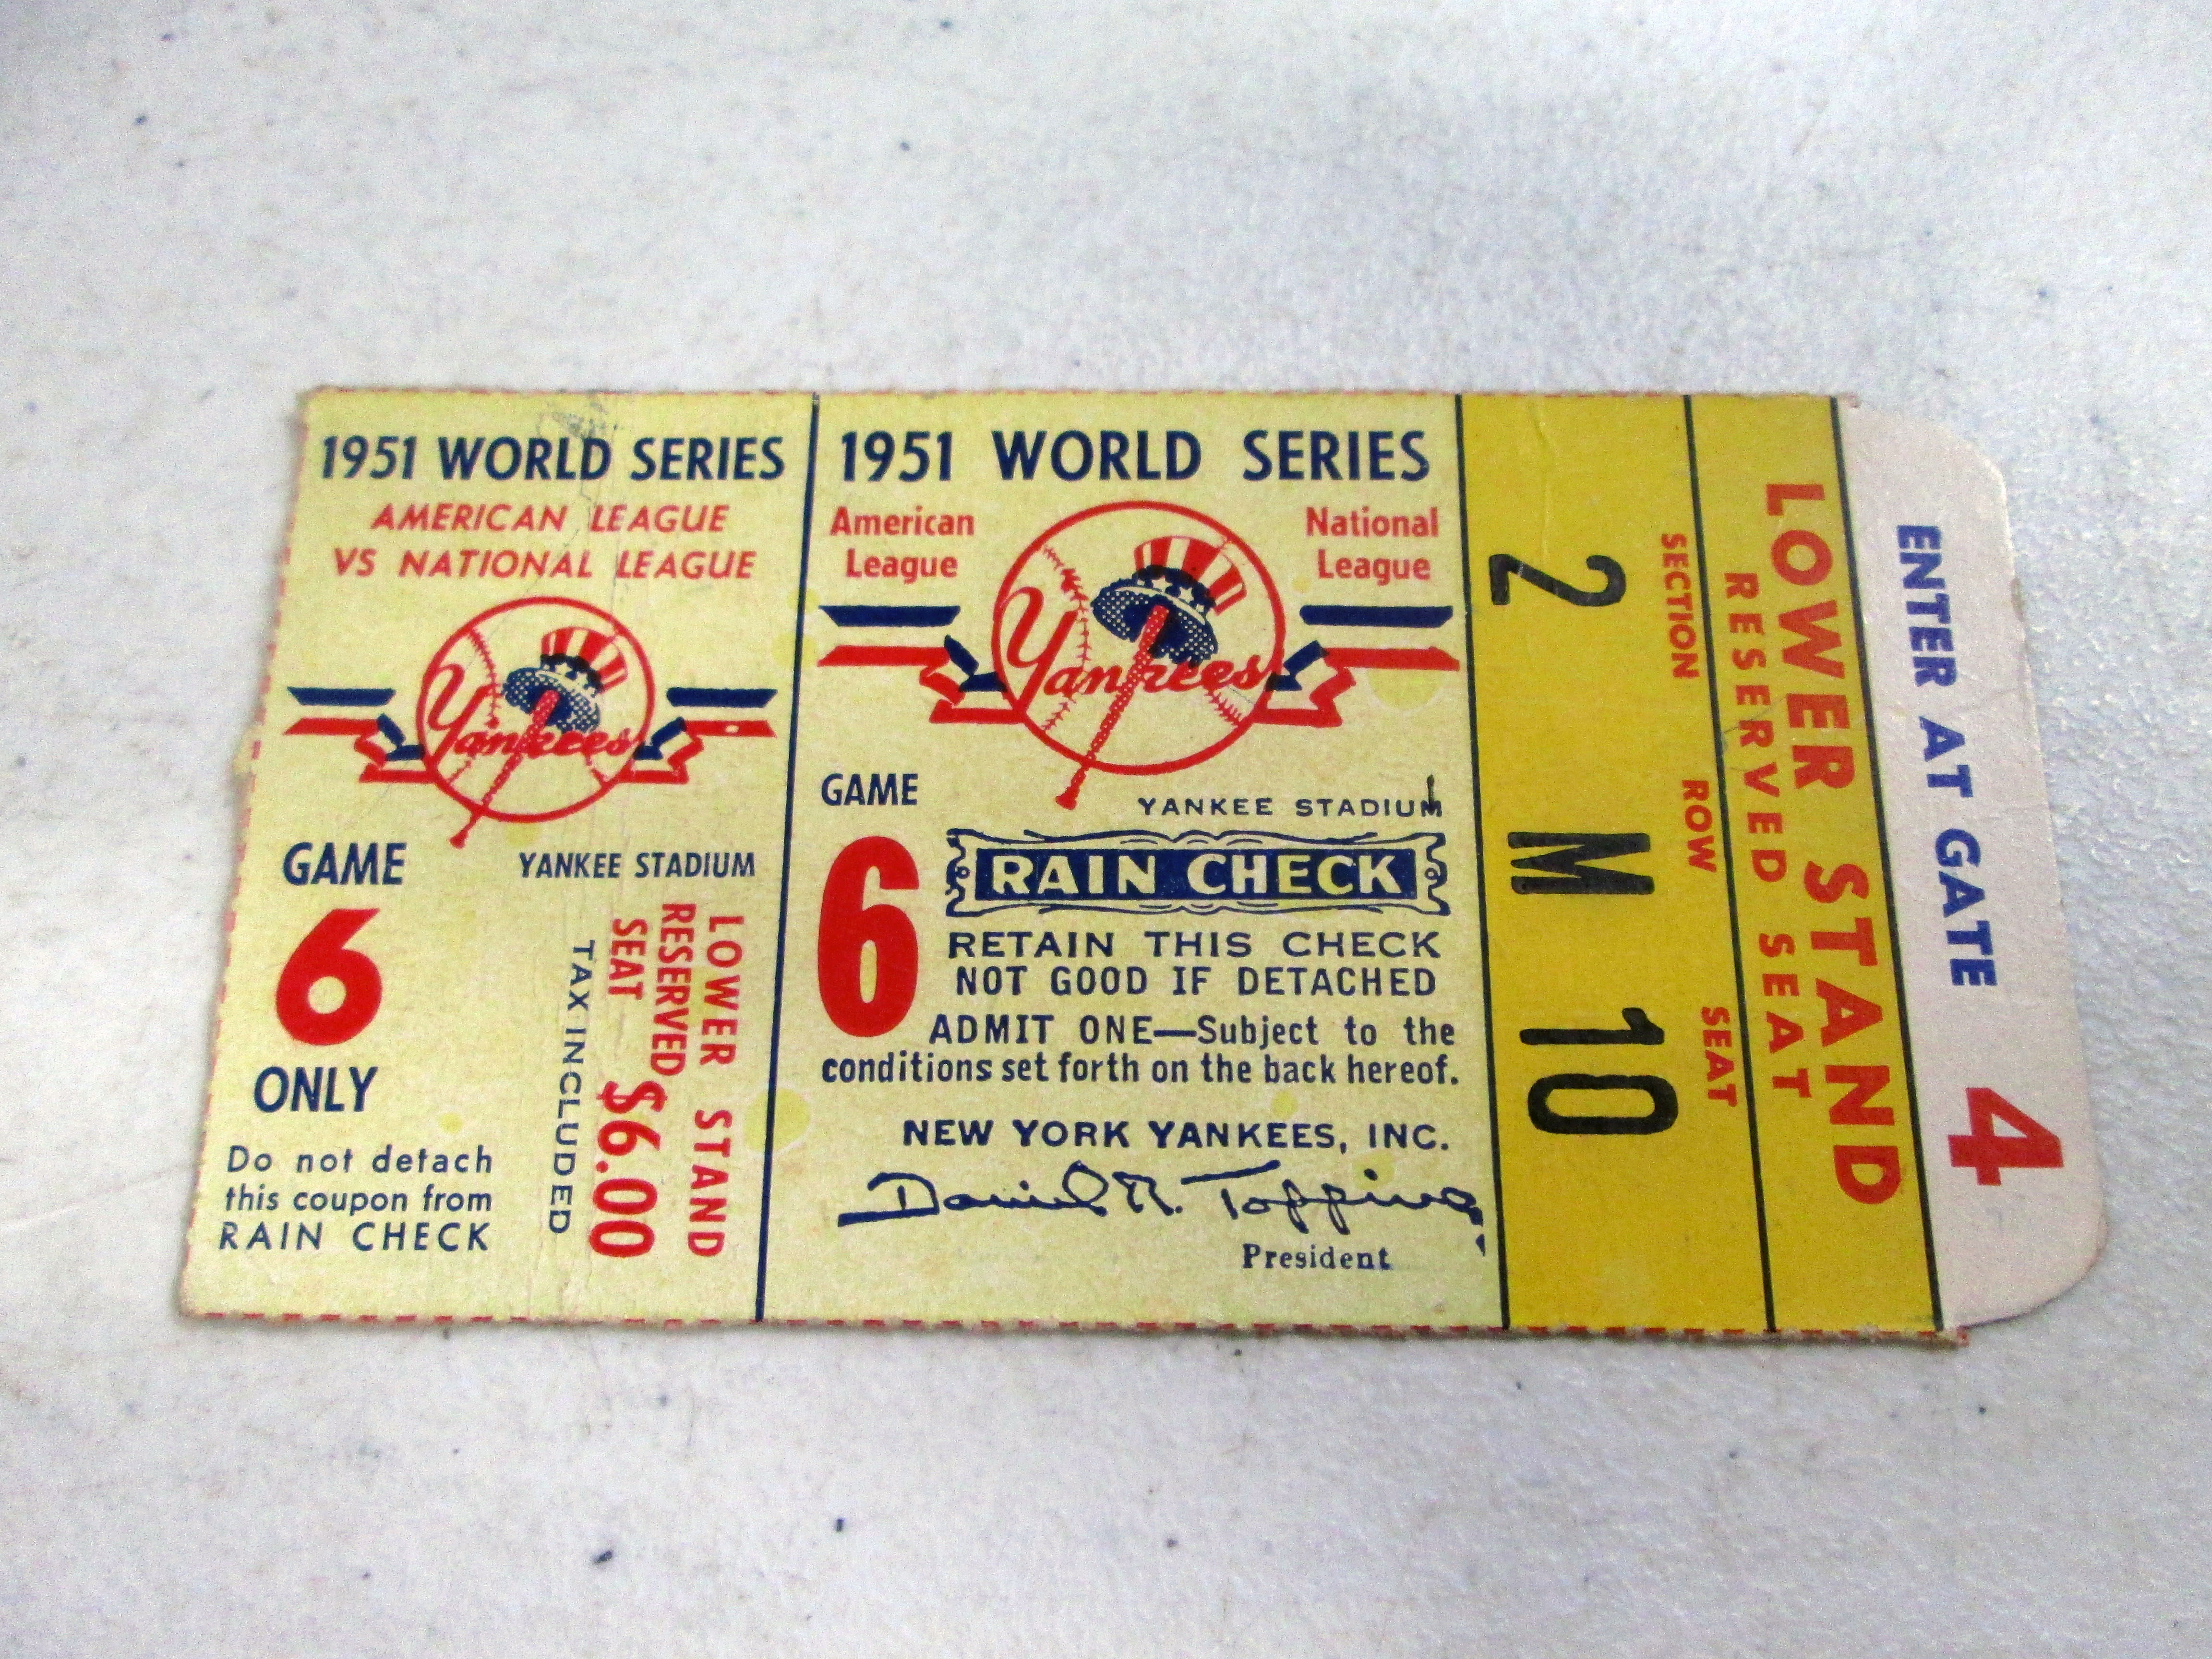 1951 WORLD SERIES
AMERICAN LEAGUE
VS NATIONAL LEAGUE
Yankees
GAME
6
ONLY
Do not detach
this coupon from
RAIN CHECK
YANKEE STADIUM
LOWER STAND
RESERVED
SEAT
$6.00
TAX INCLUDED
1951 WORLD SERIES
American
League
National
League
Yankees
GAME
6
YANKEE STADIUM
RAIN CHECK
RETAIN THIS CHECK
NOT GOOD IF DETACHED
ADMIT ONE—Subject to the
conditions set forth on the back hereof.
NEW YORK YANKEES, INC.
Daniel R. Topping
President
SECTION
2
ROW
M
SEAT
10
LOWER STAND
RESERVED SEAT
ENTER AT GATE 4